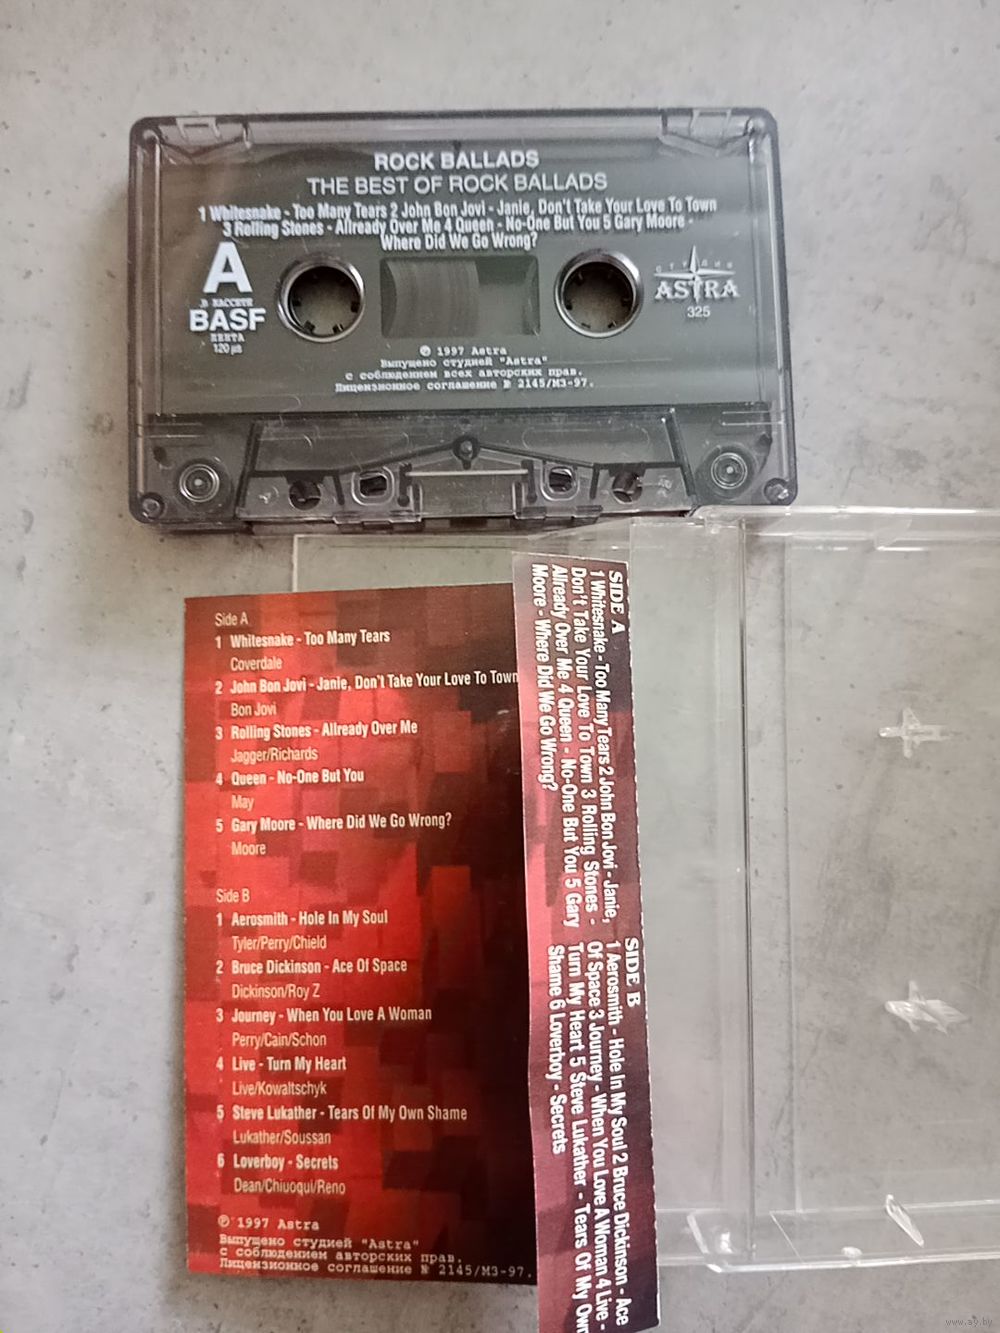 ROCK BALLADS
THE BEST OF ROCK BALLADS
1 Whitesnake - Too Many Tears 2 John Bon Jovi - Janie, Don't Take Your Love To Town
3 Rolling Stones - Allready Over Me 4 Queen - No-One But You 5 Gary Moore -
Where Did We Go Wrong?
A
В КАССЕТЕ
BASF
ЛЕНТА
120 µs
СТУДИЯ
ASTRA
325
℗ 1997 Astra
Выпущено студией "Astra"
с соблюдением всех авторских прав.
Лицензионное соглашение № 2145/МЗ-97.
Side A
1 Whitesnake - Too Many Tears
Coverdale
2 John Bon Jovi - Janie, Don't Take Your Love To Town
Bon Jovi
3 Rolling Stones - Allready Over Me
Jagger/Richards
4 Queen - No-One But You
May
5 Gary Moore - Where Did We Go Wrong?
Moore
Side B
1 Aerosmith - Hole In My Soul
Tyler/Perry/Chield
2 Bruce Dickinson - Ace Of Space
Dickinson/Roy Z
3 Journey - When You Love A Woman
Perry/Cain/Schon
4 Live - Turn My Heart
Live/Kowaltschyk
5 Steve Lukather - Tears Of My Own Shame
Lukather/Soussan
6 Loverboy - Secrets
Dean/Chiuoqui/Reno
℗ 1997 Astra
Выпущено студией "Astra"
с соблюдением авторских прав.
Лицензионное соглашение № 2145/МЗ-97.
SIDE A
1 Whitesnake - Too Many Tears 2 John Bon Jovi - Janie,
Don't Take Your Love To Town 3 Rolling Stones -
Allready Over Me 4 Queen - No-One But You 5 Gary
Moore - Where Did We Go Wrong?
SIDE B
1 Aerosmith - Hole In My Soul 2 Bruce Dickinson - Ace
Of Space 3 Journey - When You Love A Woman 4 Live -
Turn My Heart 5 Steve Lukather - Tears Of My Own
Shame 6 Loverboy - Secrets
www.ay.by